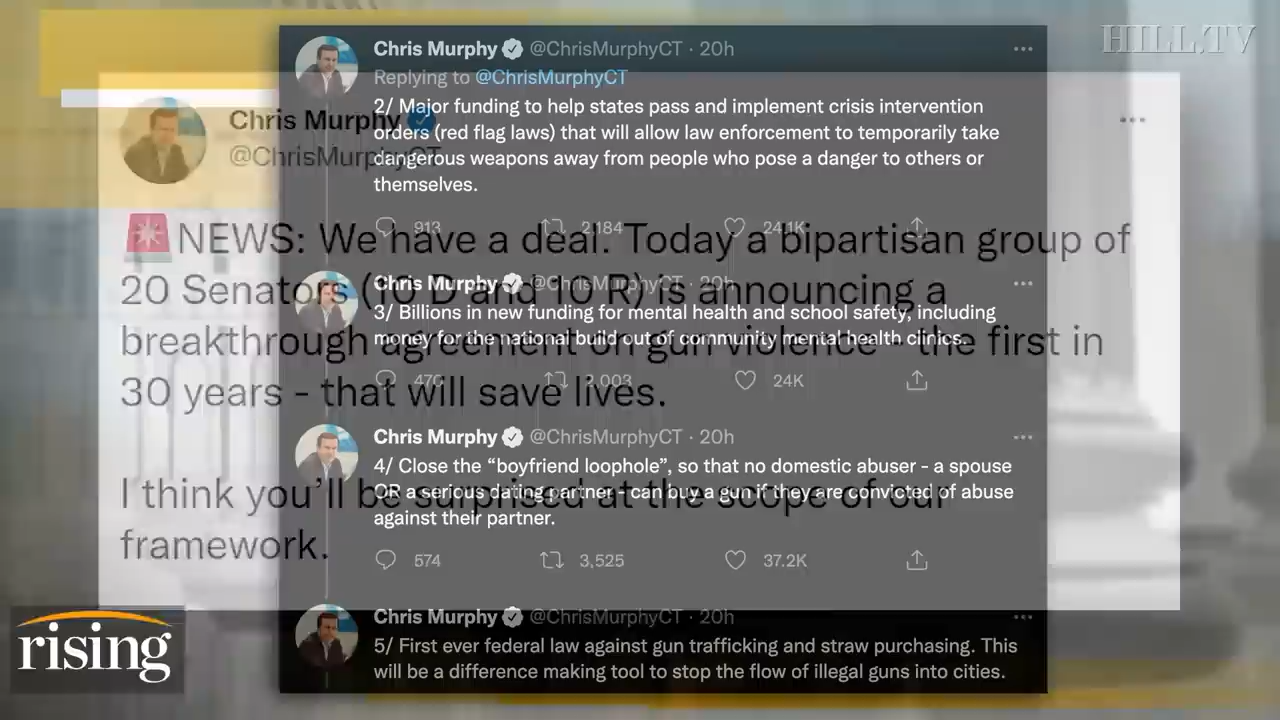 HILL.TV
Chris Murphy
@ChrisMurphyCT
NEWS: We have a deal. Today a bipartisan group of
20 Senators (10 D and 10 R) is announcing a
breakthrough agreement on gun violence - the first in
30 years - that will save lives.
I think you'll be surprised at the scope of our
framework.
Chris Murphy @ChrisMurphyCT · 20h
Replying to @ChrisMurphyCT
2/ Major funding to help states pass and implement crisis intervention
orders (red flag laws) that will allow law enforcement to temporarily take
dangerous weapons away from people who pose a danger to others or
themselves.
913 2,184 24.1K
Chris Murphy @ChrisMurphyCT · 20h
3/ Billions in new funding for mental health and school safety, including
money for the national build out of community mental health clinics.
470 2,003 24K
Chris Murphy @ChrisMurphyCT · 20h
4/ Close the “boyfriend loophole”, so that no domestic abuser - a spouse
OR a serious dating partner - can buy a gun if they are convicted of abuse
against their partner.
574 3,525 37.2K
Chris Murphy @ChrisMurphyCT · 20h
5/ First ever federal law against gun trafficking and straw purchasing. This
will be a difference making tool to stop the flow of illegal guns into cities.
rising